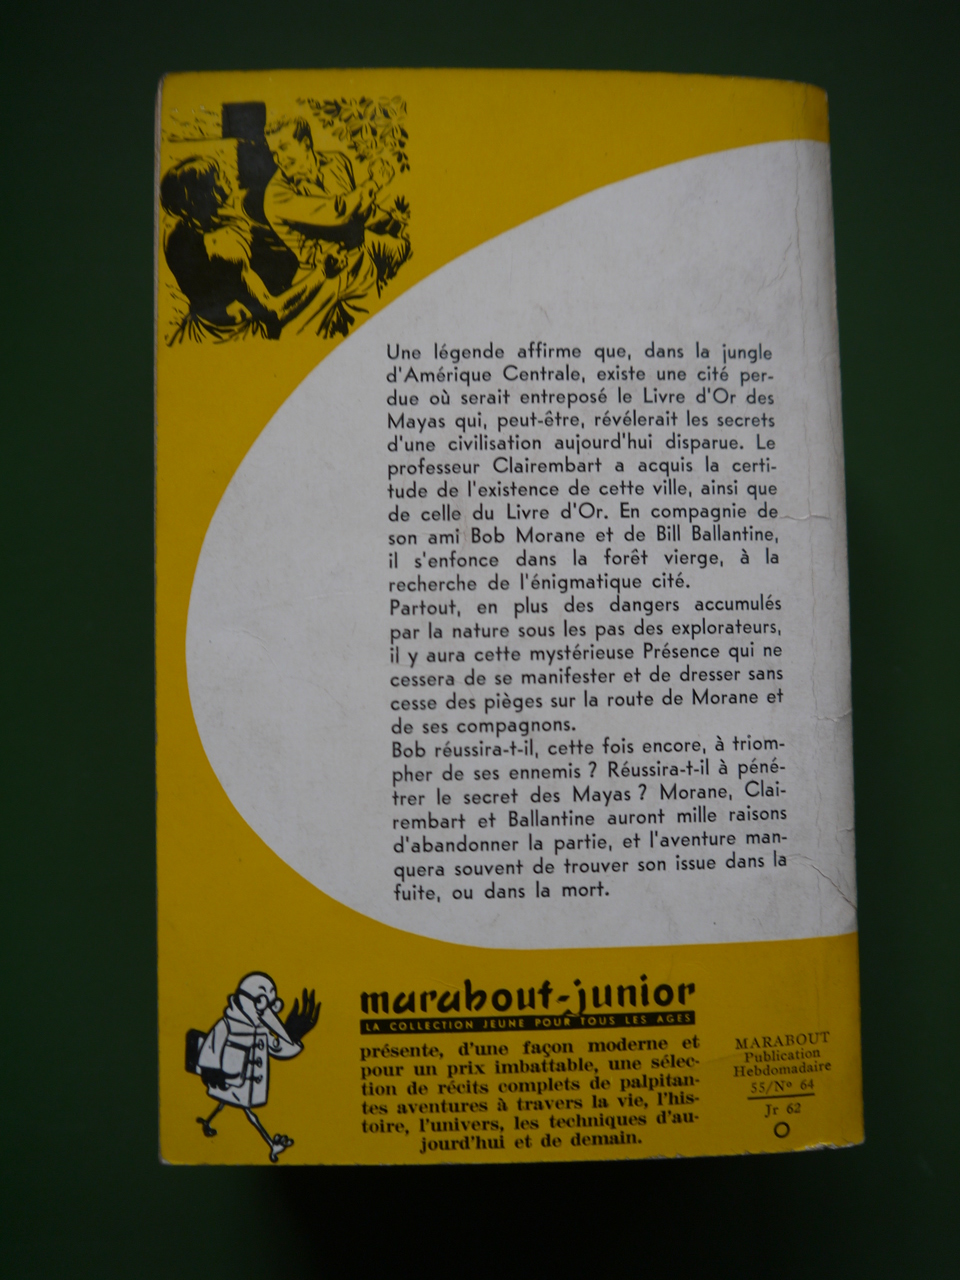 Une légende affirme que, dans la jungle
d'Amérique Centrale, existe une cité per-
due où serait entreposé le Livre d'Or des
Mayas qui, peut-être, révélerait les secrets
d'une civilisation aujourd'hui disparue. Le
professeur Clairembart a acquis la certi-
tude de l'existence de cette ville, ainsi que
de celle du Livre d'Or. En compagnie de
son ami Bob Morane et de Bill Ballantine,
il s'enfonce dans la forêt vierge, à la
recherche de l'énigmatique cité.
Partout, en plus des dangers accumulés
par la nature sous les pas des explorateurs,
il y aura cette mystérieuse Présence qui ne
cessera de se manifester et de dresser sans
cesse des pièges sur la route de Morane et
de ses compagnons.
Bob réussira-t-il, cette fois encore, à triom-
pher de ses ennemis ? Réussira-t-il à péné-
trer le secret des Mayas ? Morane, Clai-
rembart et Ballantine auront mille raisons
d'abandonner la partie, et l'aventure man-
quera souvent de trouver son issue dans la
fuite, ou dans la mort.
marabout-junior
LA COLLECTION JEUNE POUR TOUS LES AGES
présente, d'une façon moderne et
pour un prix imbattable, une sélec-
tion de récits complets de palpitan-
tes aventures à travers la vie, l'his-
toire, l'univers, les techniques d'au-
jourd'hui et de demain.
MARABOUT
Publication
Hebdomadaire
55/N° 64
Jr 62